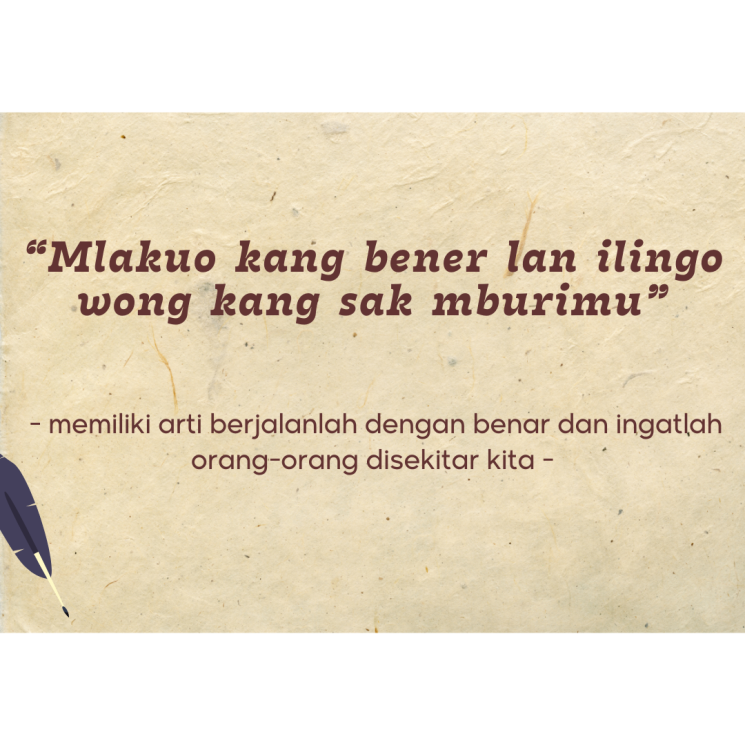 “Mlakuo kang bener lan ilingo
wong kang sak mburimu”
- memiliki arti berjalanlah dengan benar dan ingatlah
orang-orang disekitar kita -